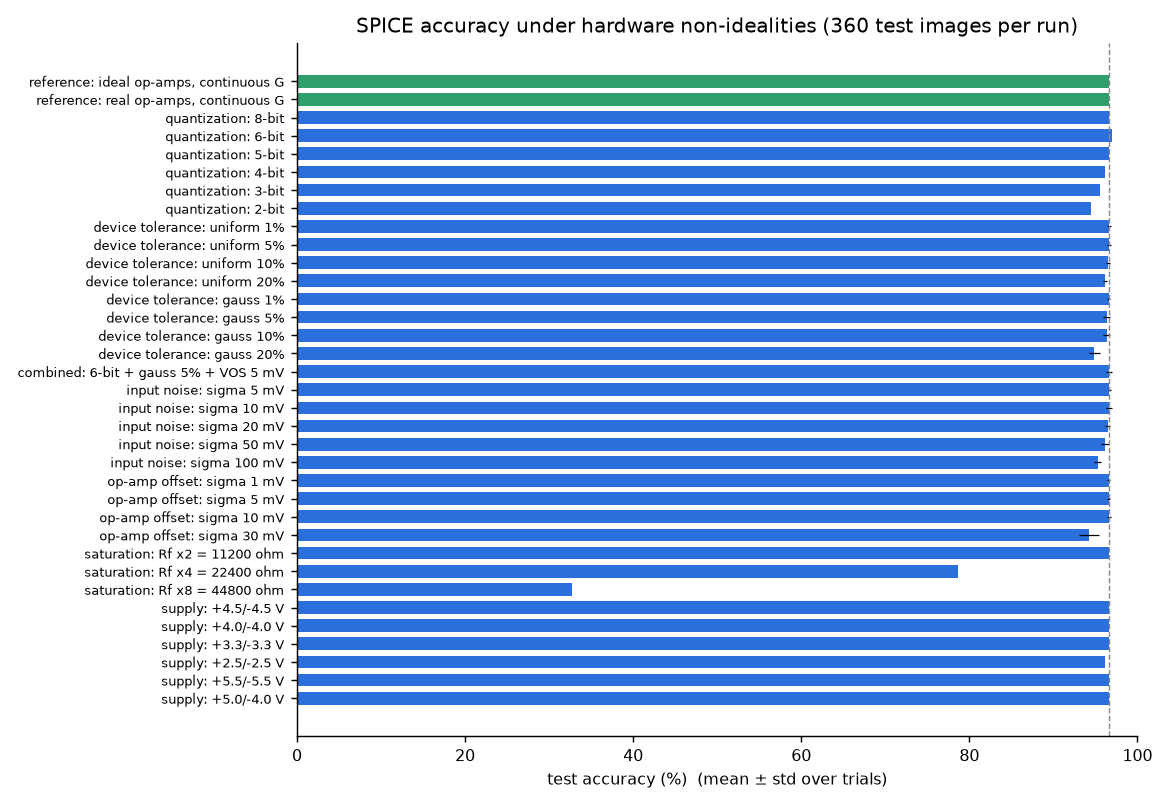 SPICE accuracy under hardware non-idealities (360 test images per run)
reference: ideal op-amps, continuous G
reference: real op-amps, continuous G
quantization: 8-bit
quantization: 6-bit
quantization: 5-bit
quantization: 4-bit
quantization: 3-bit
quantization: 2-bit
device tolerance: uniform 1%
device tolerance: uniform 5%
device tolerance: uniform 10%
device tolerance: uniform 20%
device tolerance: gauss 1%
device tolerance: gauss 5%
device tolerance: gauss 10%
device tolerance: gauss 20%
combined: 6-bit + gauss 5% + VOS 5 mV
input noise: sigma 5 mV
input noise: sigma 10 mV
input noise: sigma 20 mV
input noise: sigma 50 mV
input noise: sigma 100 mV
op-amp offset: sigma 1 mV
op-amp offset: sigma 5 mV
op-amp offset: sigma 10 mV
op-amp offset: sigma 30 mV
saturation: Rf x2 = 11200 ohm
saturation: Rf x4 = 22400 ohm
saturation: Rf x8 = 44800 ohm
supply: +4.5/-4.5 V
supply: +4.0/-4.0 V
supply: +3.3/-3.3 V
supply: +2.5/-2.5 V
supply: +5.5/-5.5 V
supply: +5.0/-4.0 V
0 20 40 60 80 100
test accuracy (%)  (mean ± std over trials)